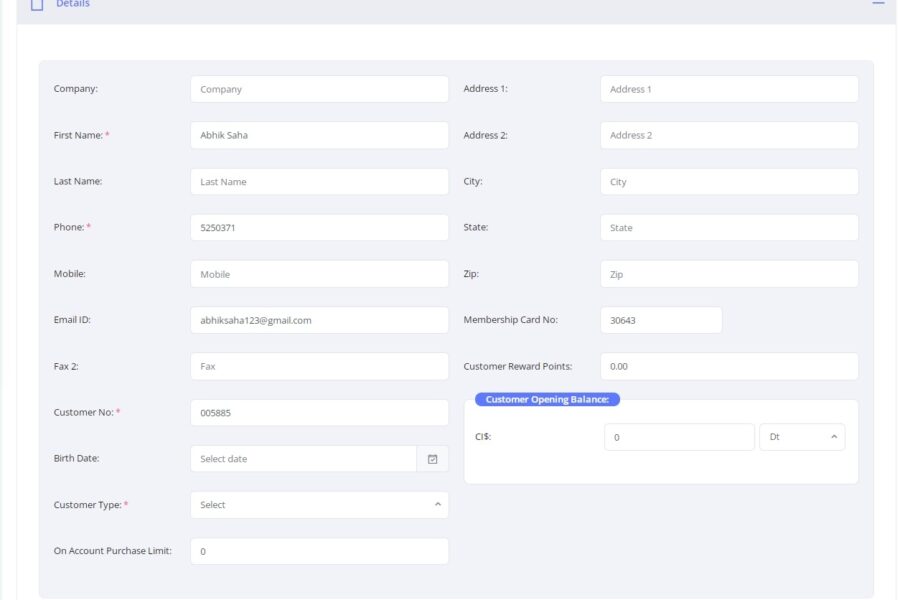 Details
Company: Company
Address 1: Address 1
First Name: * Abhik Saha
Address 2: Address 2
Last Name: Last Name
City: City
Phone: * 5250371
State: State
Mobile: Mobile
Zip: Zip
Email ID: abhiksaha123@gmail.com
Membership Card No: 30643
Fax 2: Fax
Customer Reward Points: 0.00
Customer Opening Balance:
Customer No: * 005885
CI$: 0 Dt
Birth Date: Select date
Customer Type: * Select
On Account Purchase Limit: 0